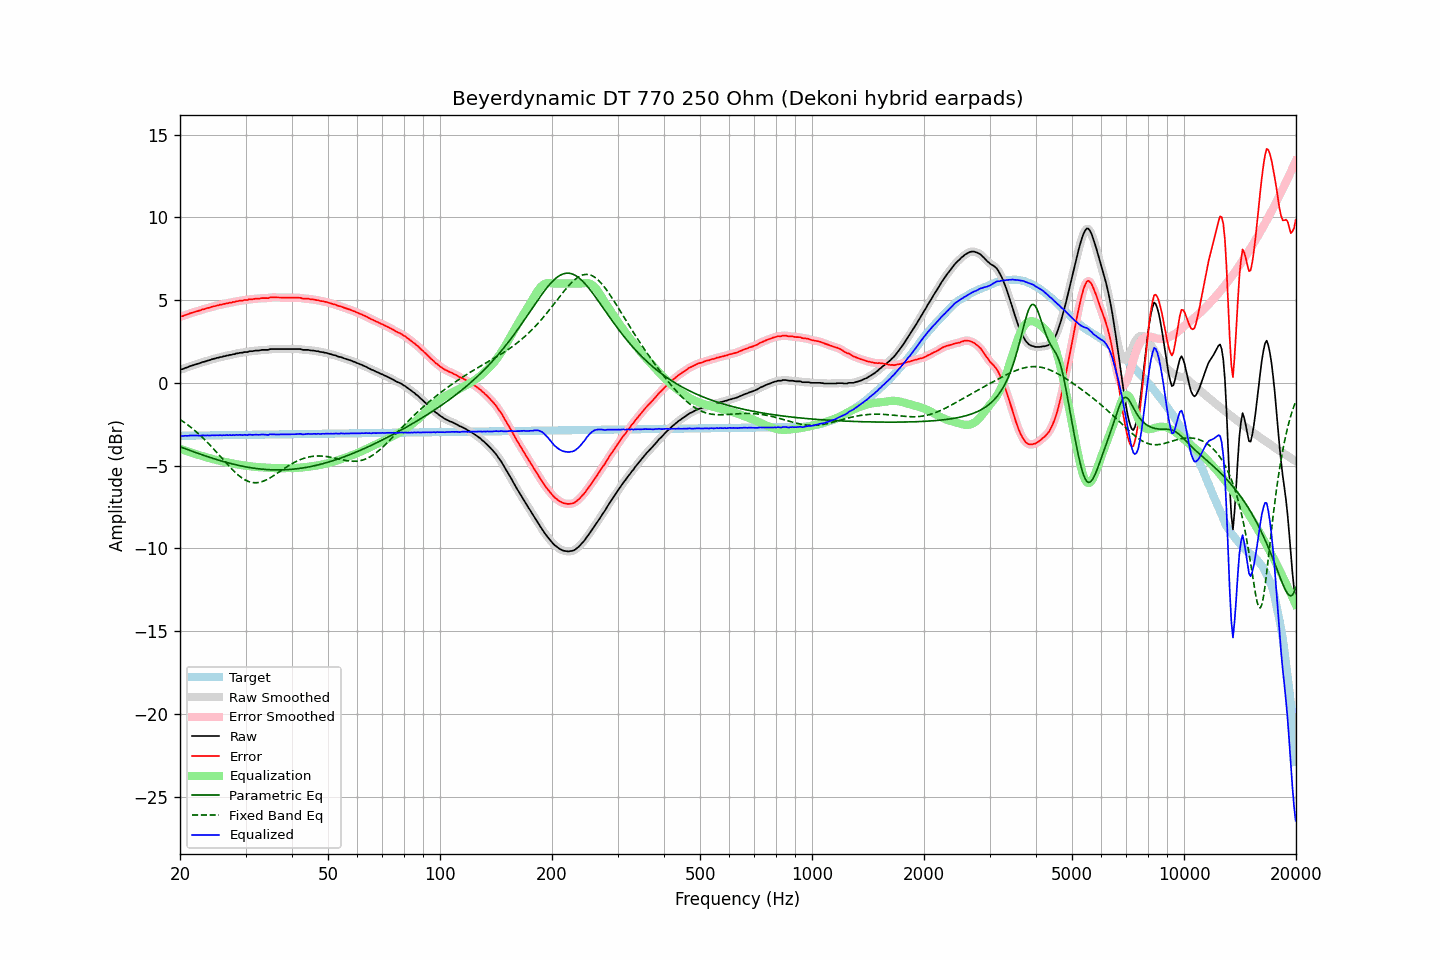 Beyerdynamic DT 770 250 Ohm (Dekoni hybrid earpads)
15
10
5
0
−5
−10
−15
−20
−25
Amplitude (dBr)
Target
Raw Smoothed
Error Smoothed
Raw
Error
Equalization
Parametric Eq
Fixed Band Eq
Equalized
20 50 100 200 500 1000 2000 5000 10000 20000
Frequency (Hz)